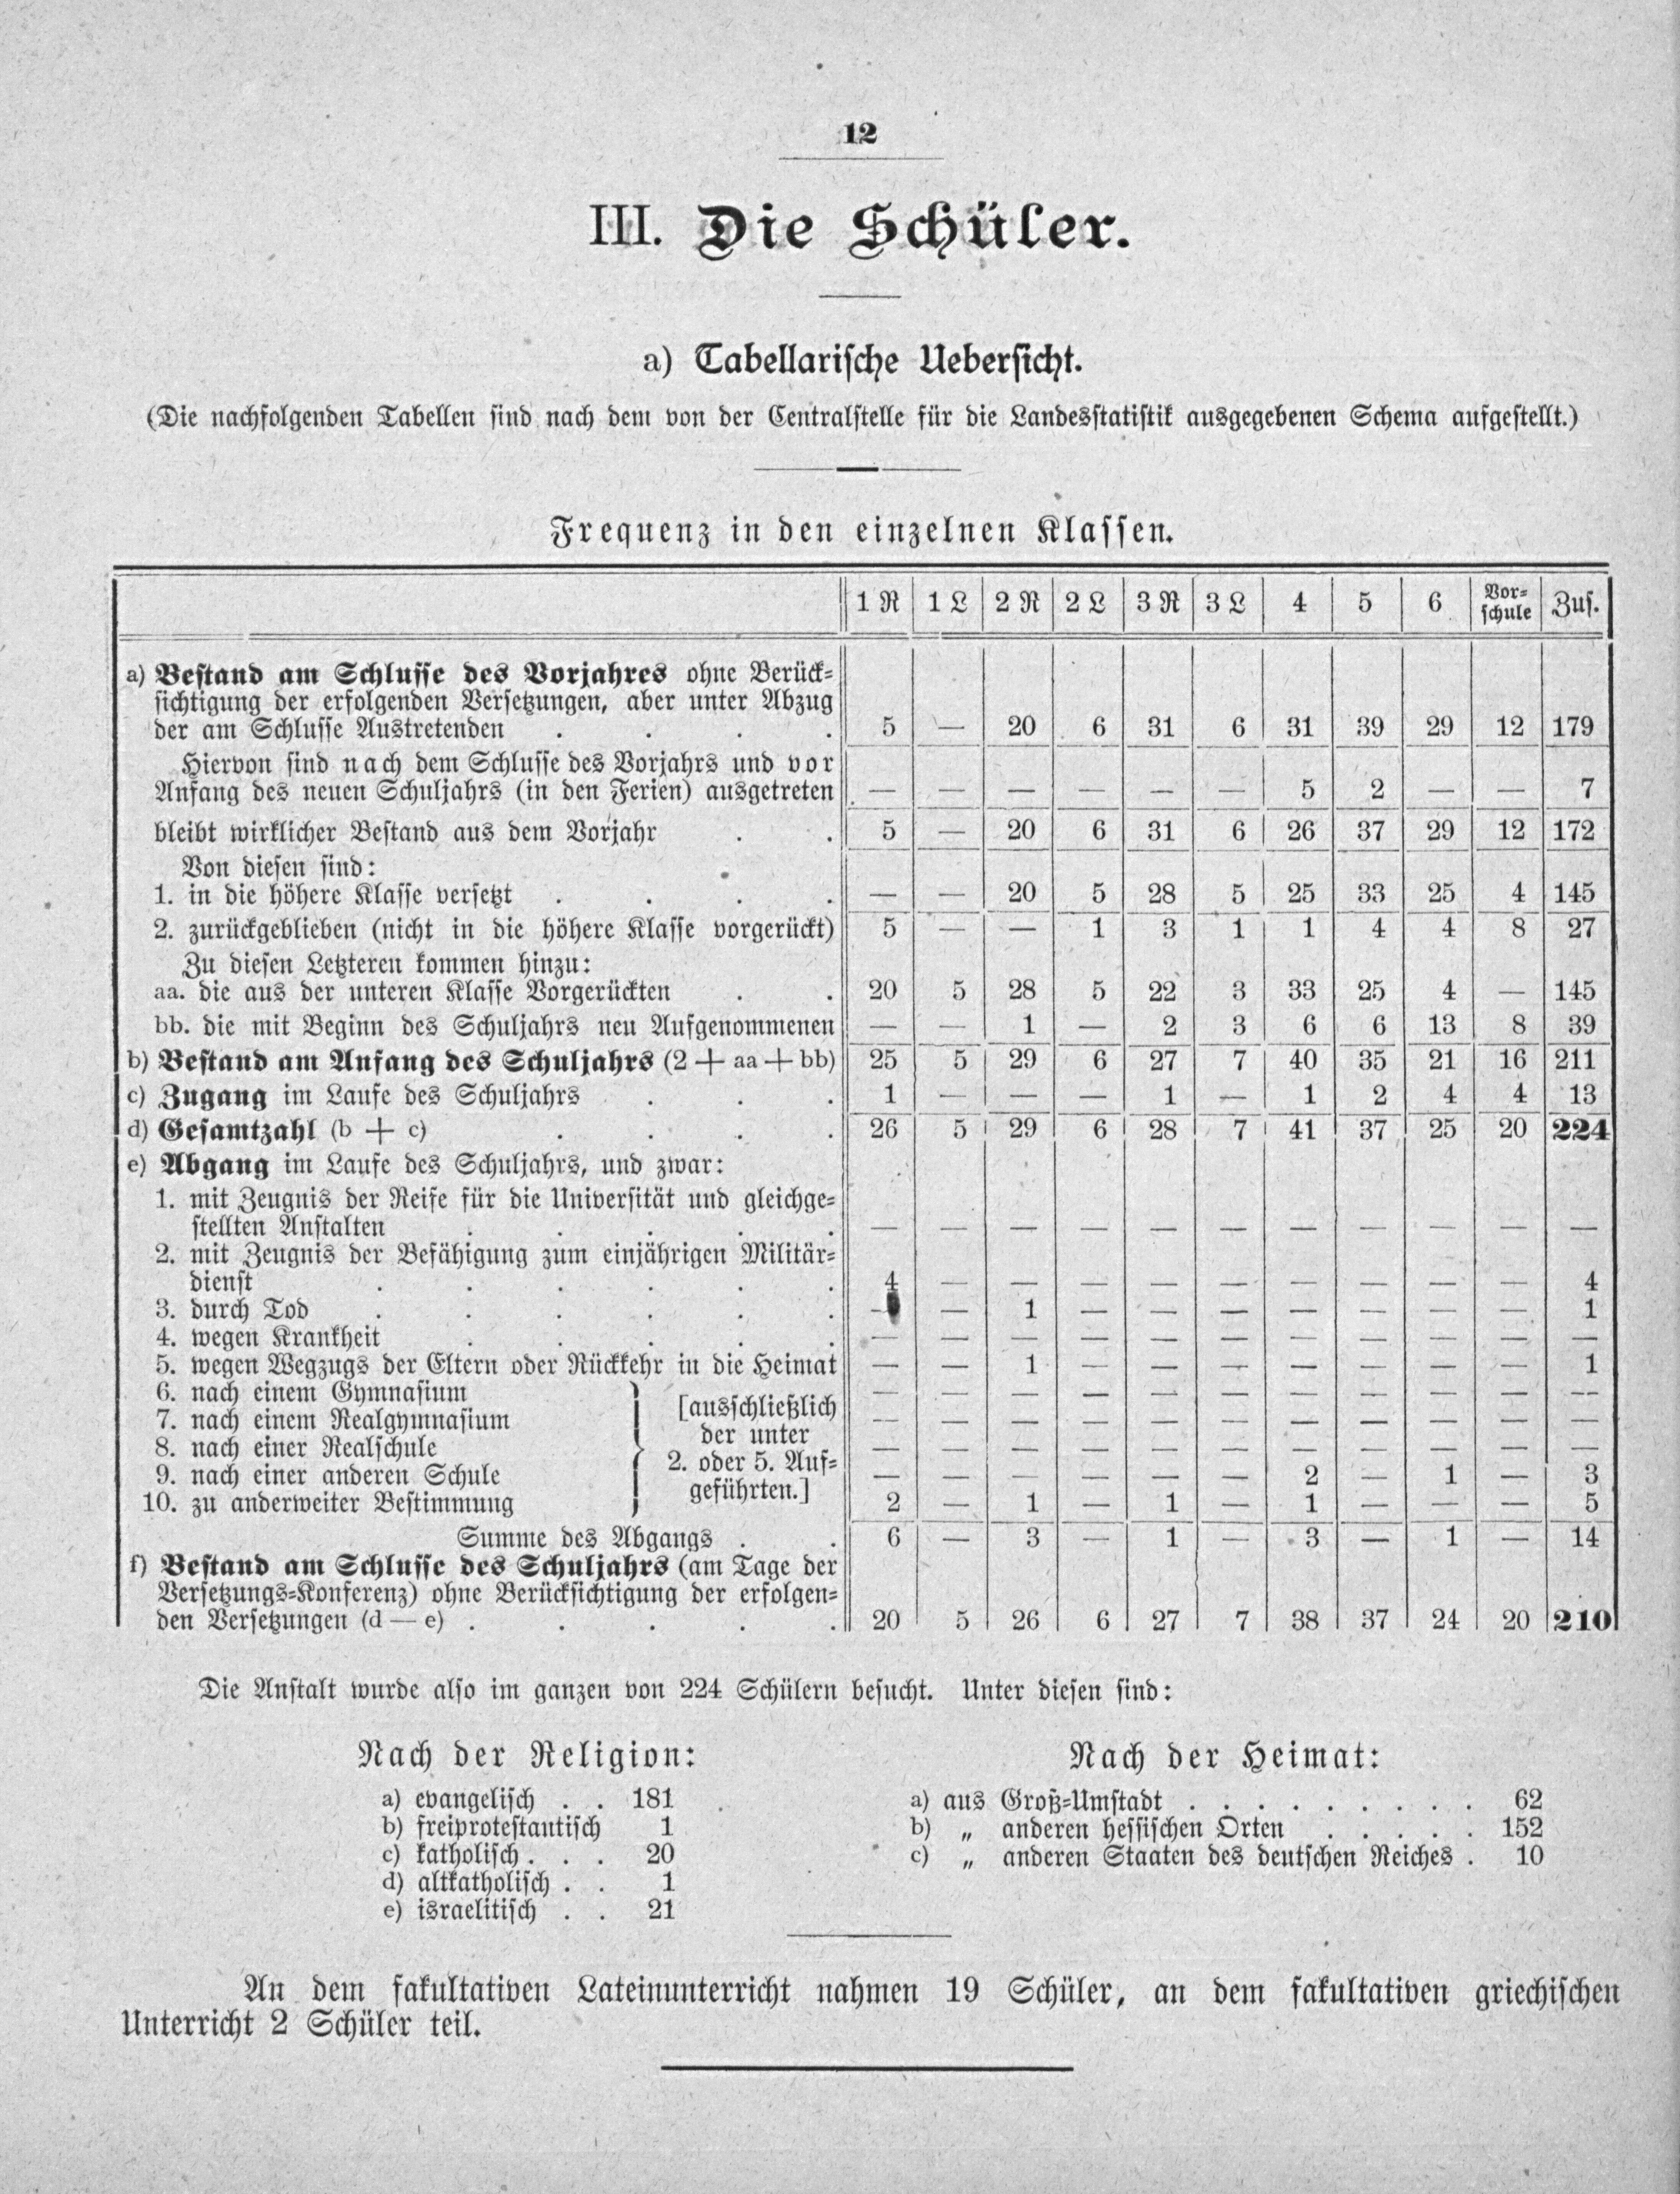 12
III. Die Schüler.
a) Tabellarische Uebersicht.
(Die nachfolgenden Tabellen sind nach dem von der Centralstelle für die Landesstatistik ausgegebenen Schema aufgestellt.)
Frequenz in den einzelnen Klassen.
1 R 1 L 2 R 2 L 3 R 3 L 4 5 6 Vor-schule Zus.
a) Bestand am Schlusse des Vorjahres ohne Berück-
sichtigung der erfolgenden Versetzungen, aber unter Abzug
der am Schlusse Austretenden . . . . 5 — 20 6 31 6 31 39 29 12 179
Hiervon sind nach dem Schlusse des Vorjahrs und vor
Anfang des neuen Schuljahrs (in den Ferien) ausgetreten — — — — — — 5 2 — — 7
bleibt wirklicher Bestand aus dem Vorjahr . . 5 — 20 6 31 6 26 37 29 12 172
Von diesen sind:
1. in die höhere Klasse versetzt . . . . — — 20 5 28 5 25 33 25 4 145
2. zurückgeblieben (nicht in die höhere Klasse vorgerückt) 5 — — 1 3 1 1 4 4 8 27
Zu diesen Letzteren kommen hinzu:
aa. die aus der unteren Klasse Vorgerückten . . 20 5 28 5 22 3 33 25 4 — 145
bb. die mit Beginn des Schuljahrs neu Aufgenommenen — — 1 — 2 3 6 6 13 8 39
b) Bestand am Anfang des Schuljahrs (2 + aa + bb) 25 5 29 6 27 7 40 35 21 16 211
c) Zugang im Laufe des Schuljahrs . . . 1 — — — 1 — 1 2 4 4 13
d) Gesamtzahl (b + c) . . . . 26 5 29 6 28 7 41 37 25 20 224
e) Abgang im Laufe des Schuljahrs, und zwar:
1. mit Zeugnis der Reife für die Universität und gleichge-
stellten Anstalten . . . . . — — — — — — — — — — —
2. mit Zeugnis der Befähigung zum einjährigen Militär-
dienst . . . . . . 4 — — — — — — — — — 4
3. durch Tod . . . . . . — — 1 — — — — — — — 1
4. wegen Krankheit . . . . . — — — — — — — — — — —
5. wegen Wegzugs der Eltern oder Rückkehr in die Heimat — — 1 — — — — — — — 1
6. nach einem Gymnasium — — — — — — — — — — —
[ausschließlich
7. nach einem Realgymnasium — — — — — — — — — — —
der unter
8. nach einer Realschule — — — — — — — — — — —
2. oder 5. Auf-
9. nach einer anderen Schule — — — — — — 2 — 1 — 3
geführten.]
10. zu anderweiter Bestimmung 2 — 1 — 1 — 1 — — — 5
Summe des Abgangs . . 6 — 3 — 1 — 3 — 1 — 14
f) Bestand am Schlusse des Schuljahrs (am Tage der
Versetzungs-Konferenz) ohne Berücksichtigung der erfolgen-
den Versetzungen (d — e) . . . . . 20 5 26 6 27 7 38 37 24 20 210
Die Anstalt wurde also im ganzen von 224 Schülern besucht. Unter diesen sind:
Nach der Religion:
a) evangelisch . . 181
b) freiprotestantisch 1
c) katholisch . . . 20
d) altkatholisch . . 1
e) israelitisch . . 21
Nach der Heimat:
a) aus Groß-Umstadt . . . . . . . . . 62
b) „ anderen hessischen Orten . . . . . 152
c) „ anderen Staaten des deutschen Reiches . 10
An dem fakultativen Lateinunterricht nahmen 19 Schüler, an dem fakultativen griechischen
Unterricht 2 Schüler teil.